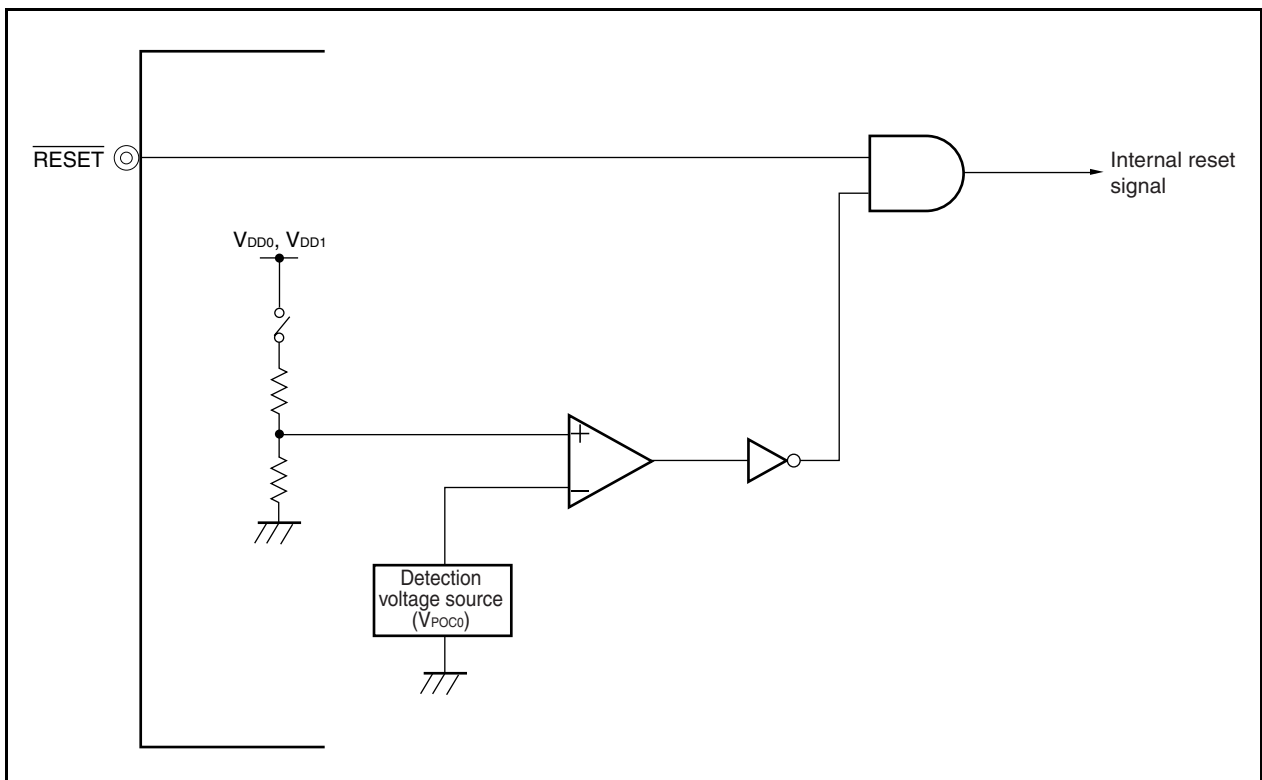 RESET
Internal reset
signal
VDD0, VDD1
+
−
Detection
voltage source
(VPOC0)